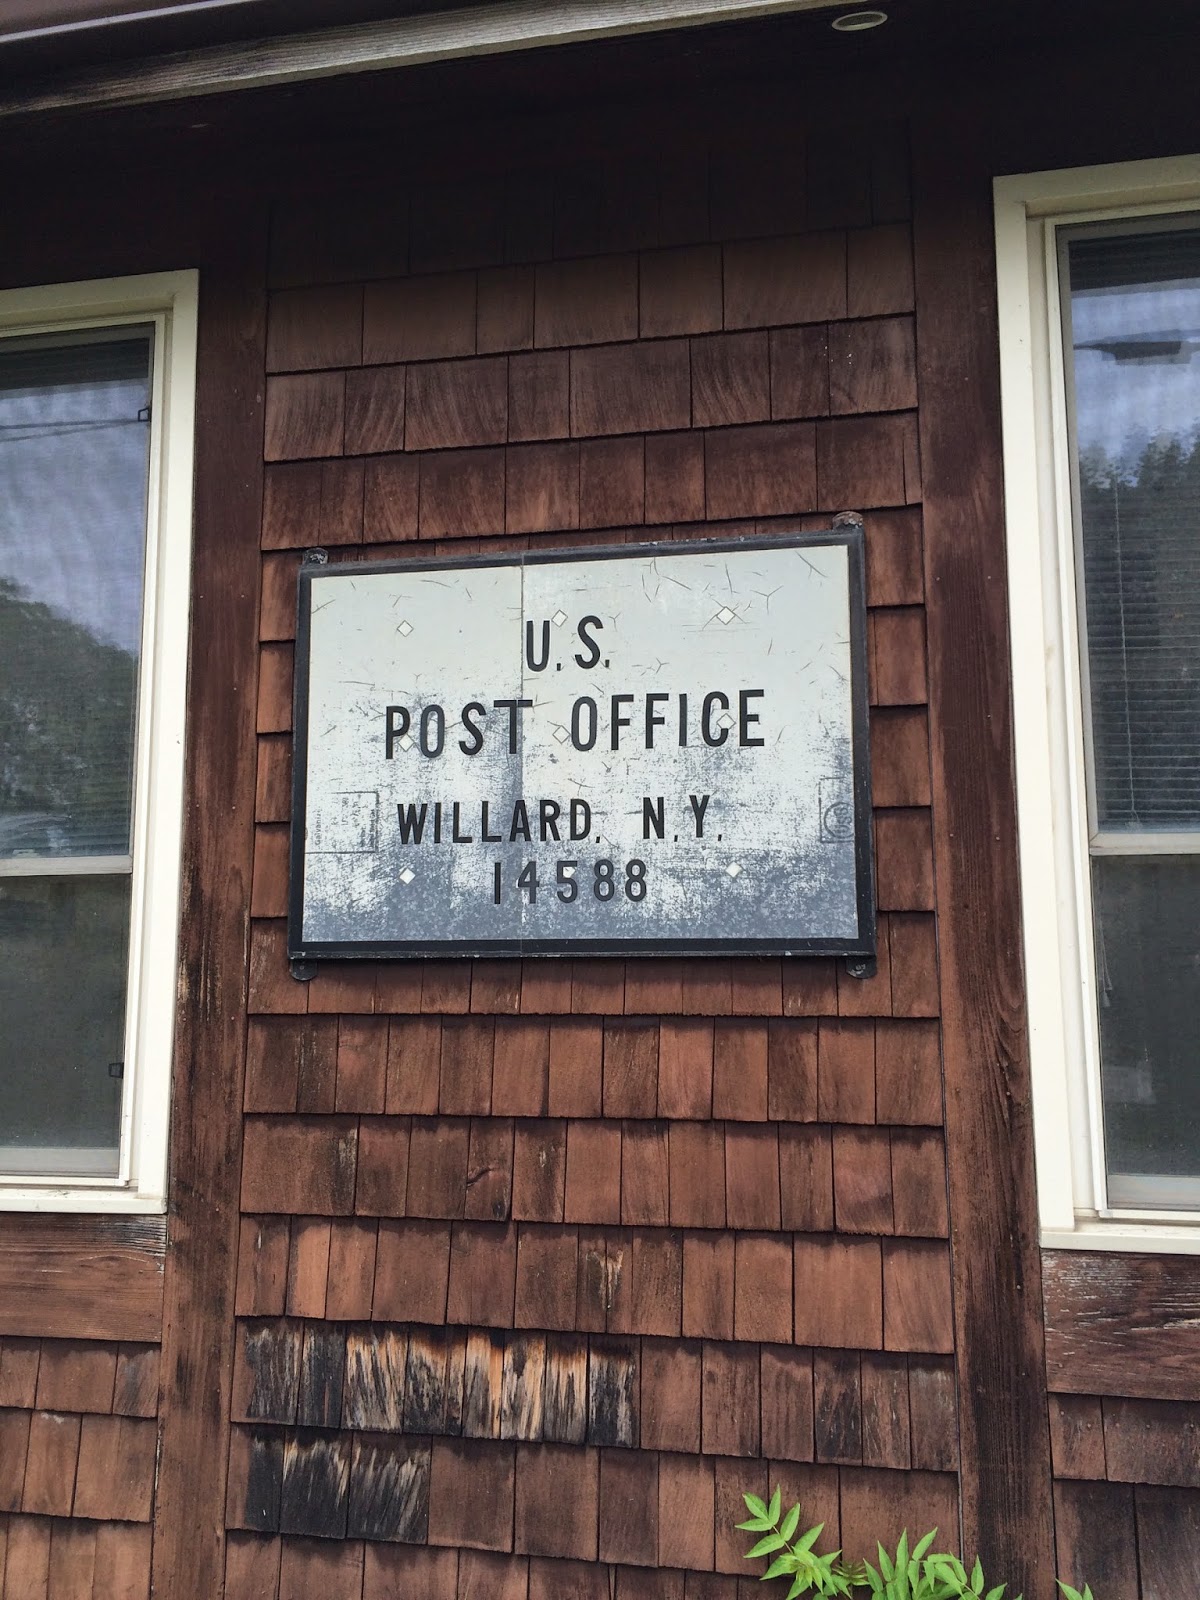 U.S.
POST OFFICE
WILLARD, N.Y.
14588